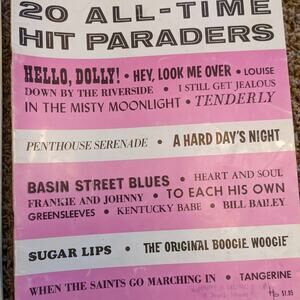 20 ALL-TIME
HIT PARADERS
HELLO, DOLLY! • HEY, LOOK ME OVER • LOUISE
DOWN BY THE RIVERSIDE • I STILL GET JEALOUS
IN THE MISTY MOONLIGHT • TENDERLY
PENTHOUSE SERENADE • A HARD DAY'S NIGHT
BASIN STREET BLUES • HEART AND SOUL
FRANKIE AND JOHNNY • TO EACH HIS OWN
GREENSLEEVES • KENTUCKY BABE • BILL BAILEY
SUGAR LIPS • THE ORIGINAL BOOGIE WOOGIE
WHEN THE SAINTS GO MARCHING IN • TANGERINE
$1.95